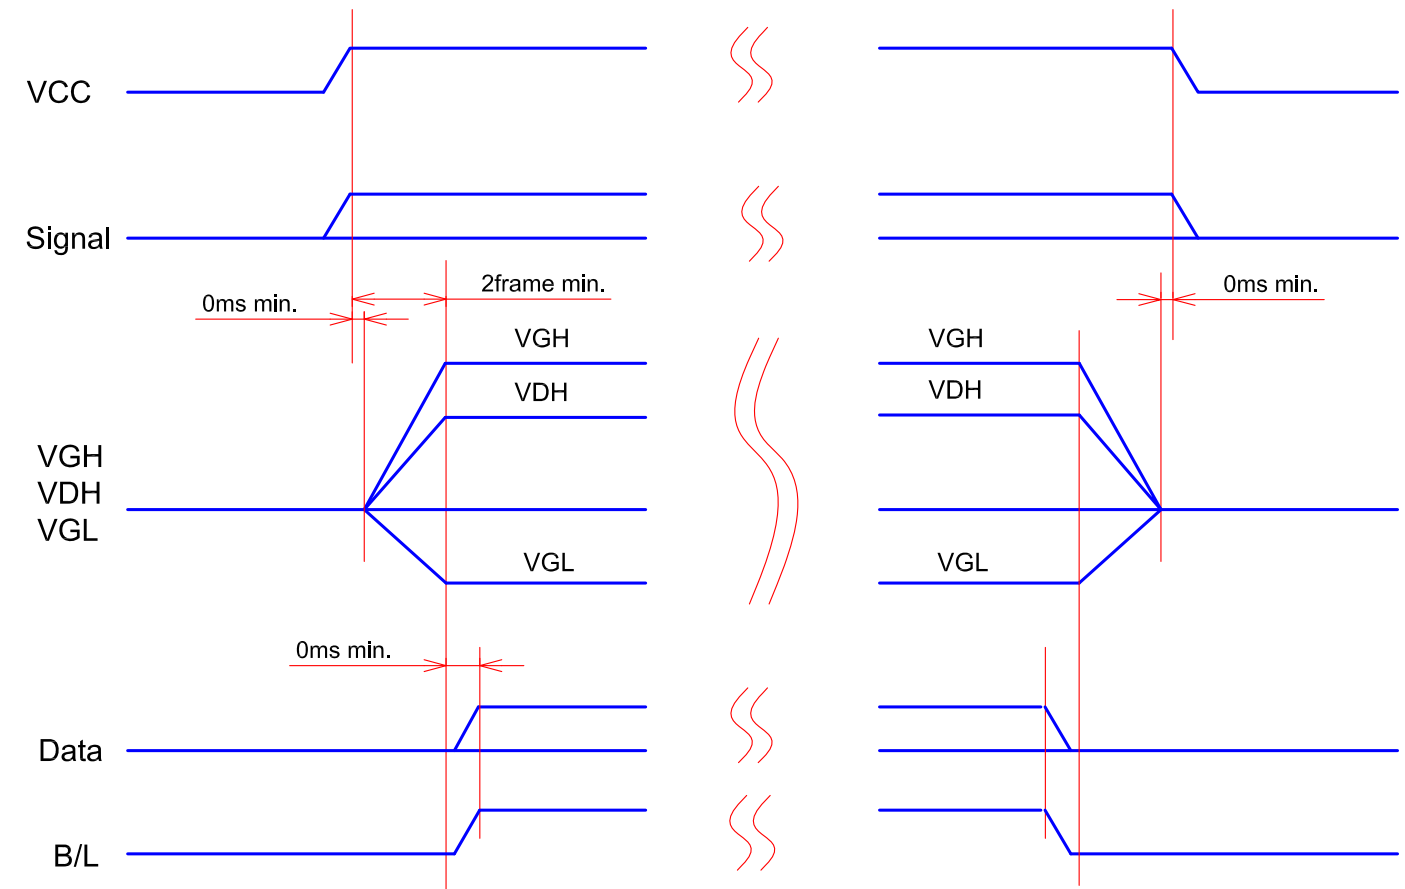 VCC
Signal
2frame min.
0ms min.
0ms min.
VGH
VGH
VDH
VDH
VGH
VDH
VGL
VGL
VGL
0ms min.
Data
B/L